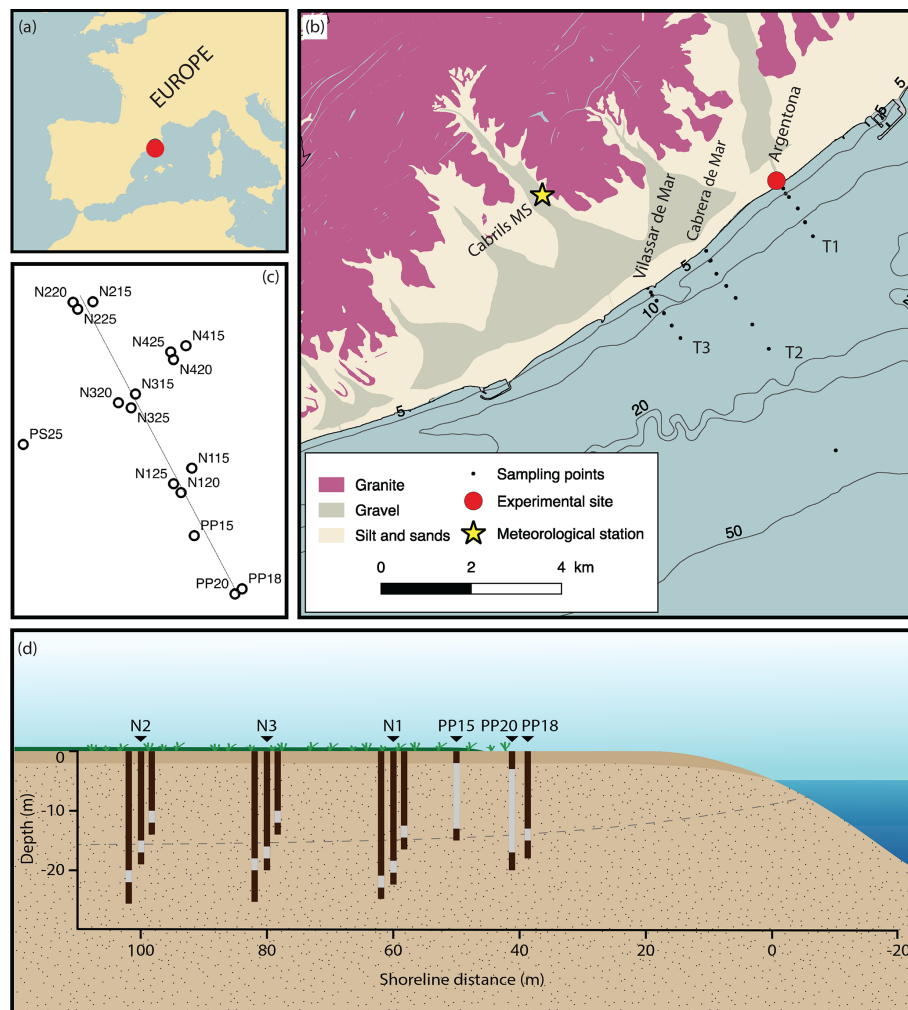 (a)
EUROPE
(b)
Argentona
Cabrera de Mar
Vilassar de Mar
Cabrils MS
5
5
5
5
10
20
50
T1
T2
T3
Granite
Gravel
Silt and sands
Sampling points
Experimental site
Meteorological station
0 2 4 km
(c)
N220
N215
N225
N425
N415
N420
N315
N320
N325
PS25
N115
N125
N120
PP15
PP20
PP18
(d)
N2
N3
N1
PP15
PP20
PP18
0
-10
-20
Depth (m)
100 80 60 40 20 0 -20
Shoreline distance (m)